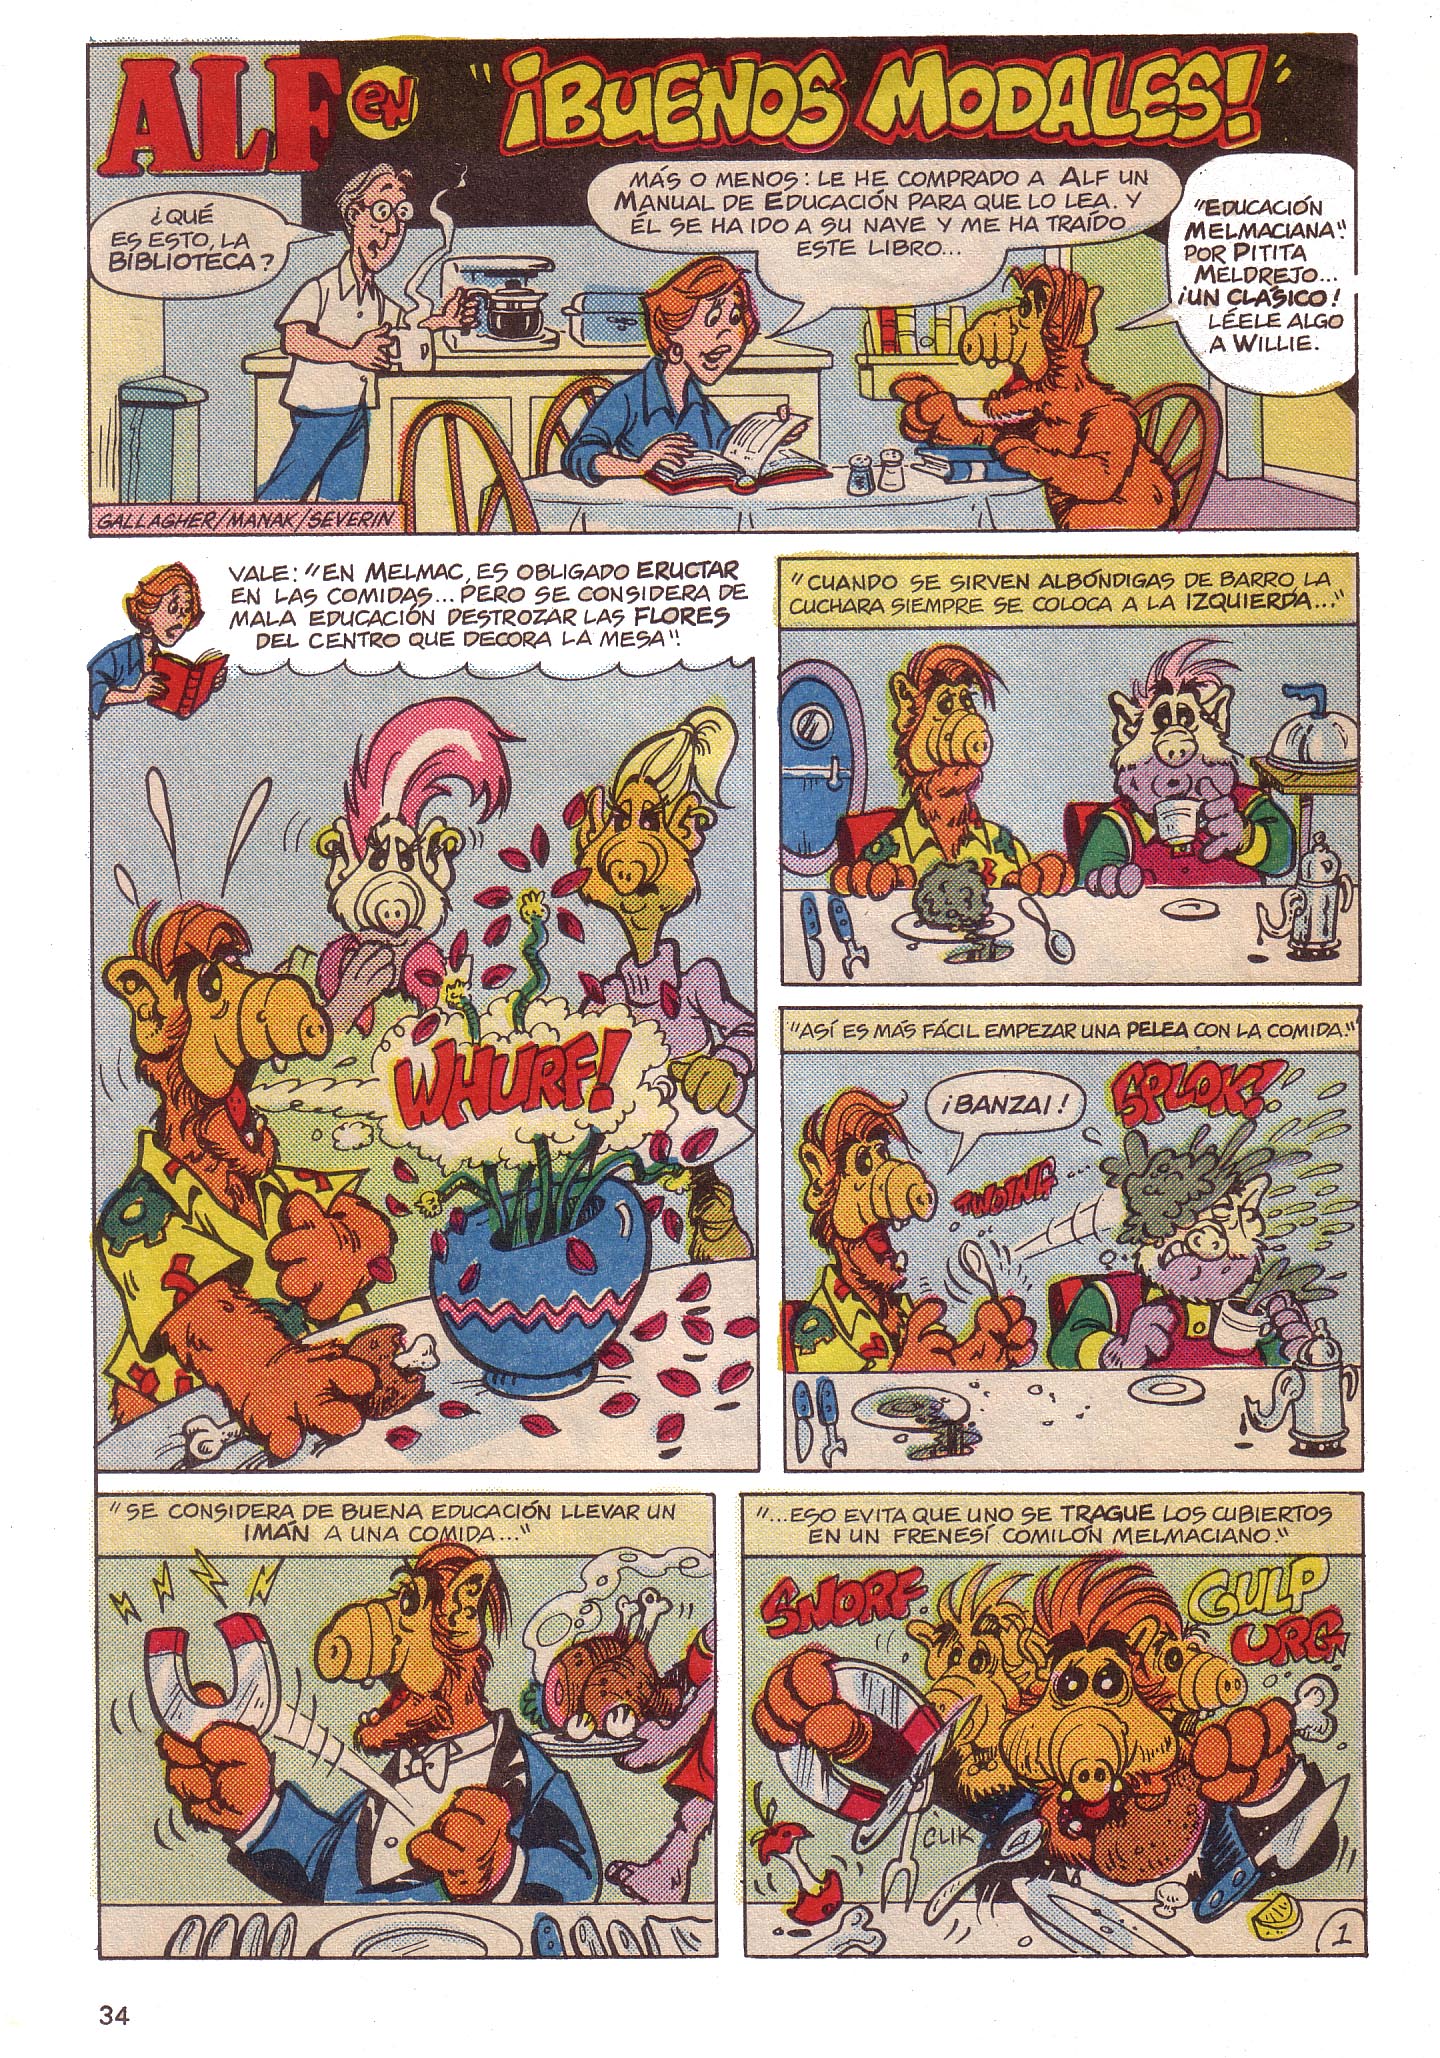 ALF EN "¡BUENOS MODALES!"
¿QUÉ
ES ESTO, LA
BIBLIOTECA?
MÁS O MENOS: LE HE COMPRADO A ALF UN
MANUAL DE EDUCACIÓN PARA QUE LO LEA. Y
ÉL SE HA IDO A SU NAVE Y ME HA TRAÍDO
ESTE LIBRO...
"EDUCACIÓN
MELMACIANA"
POR PITITA
MELDREJO...
¡UN CLÁSICO!
LÉELE ALGO
A WILLIE.
GALLAGHER/MANAK/SEVERIN
VALE: "EN MELMAC, ES OBLIGADO ERUCTAR
EN LAS COMIDAS... PERO SE CONSIDERA DE
MALA EDUCACIÓN DESTROZAR LAS FLORES
DEL CENTRO QUE DECORA LA MESA".
WHURF!
"CUANDO SE SIRVEN ALBÓNDIGAS DE BARRO, LA
CUCHARA SIEMPRE SE COLOCA A LA IZQUIERDA..."
"ASÍ ES MÁS FÁCIL EMPEZAR UNA PELEA CON LA COMIDA."
¡BANZAI!
TWOING
SPLOK!
"SE CONSIDERA DE BUENA EDUCACIÓN LLEVAR UN
IMÁN A UNA COMIDA..."
"...ESO EVITA QUE UNO SE TRAGUE LOS CUBIERTOS
EN UN FRENESÍ COMILÓN MELMACIANO."
SNORF
GULP
URG
CLIK
1
34